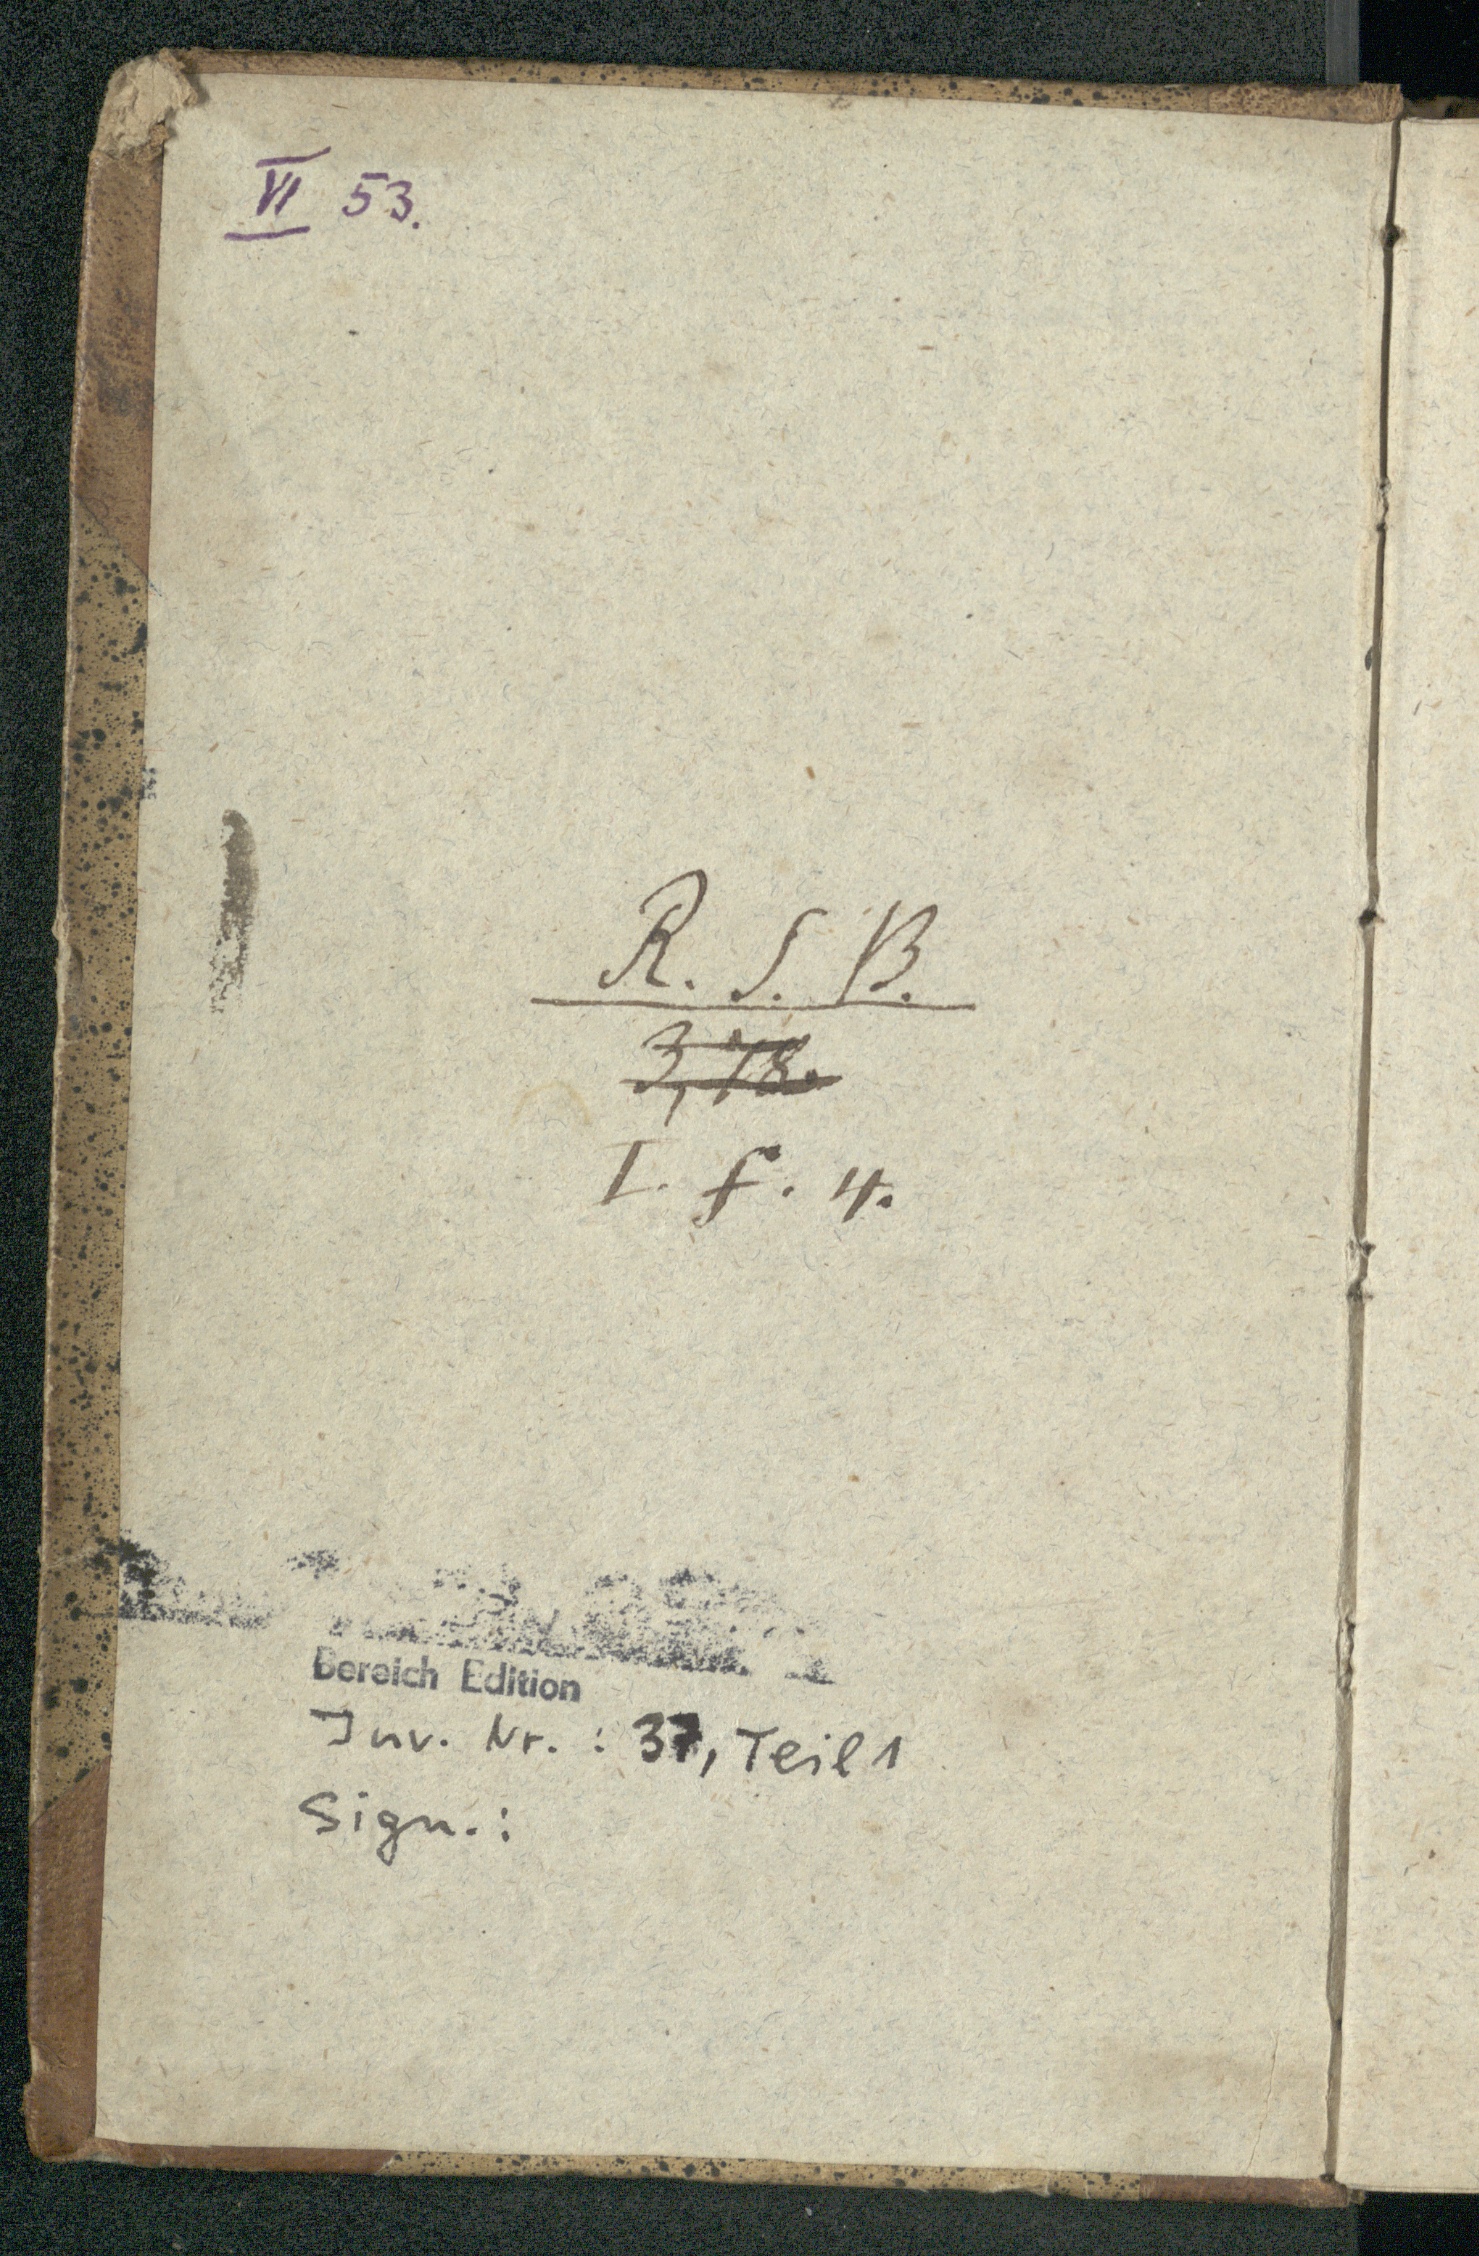 VI 53.
R. S. B.
3,78.
I. f. 4.
Bereich Edition
Inv. Nr.: 37, Teil 1
Sign.: